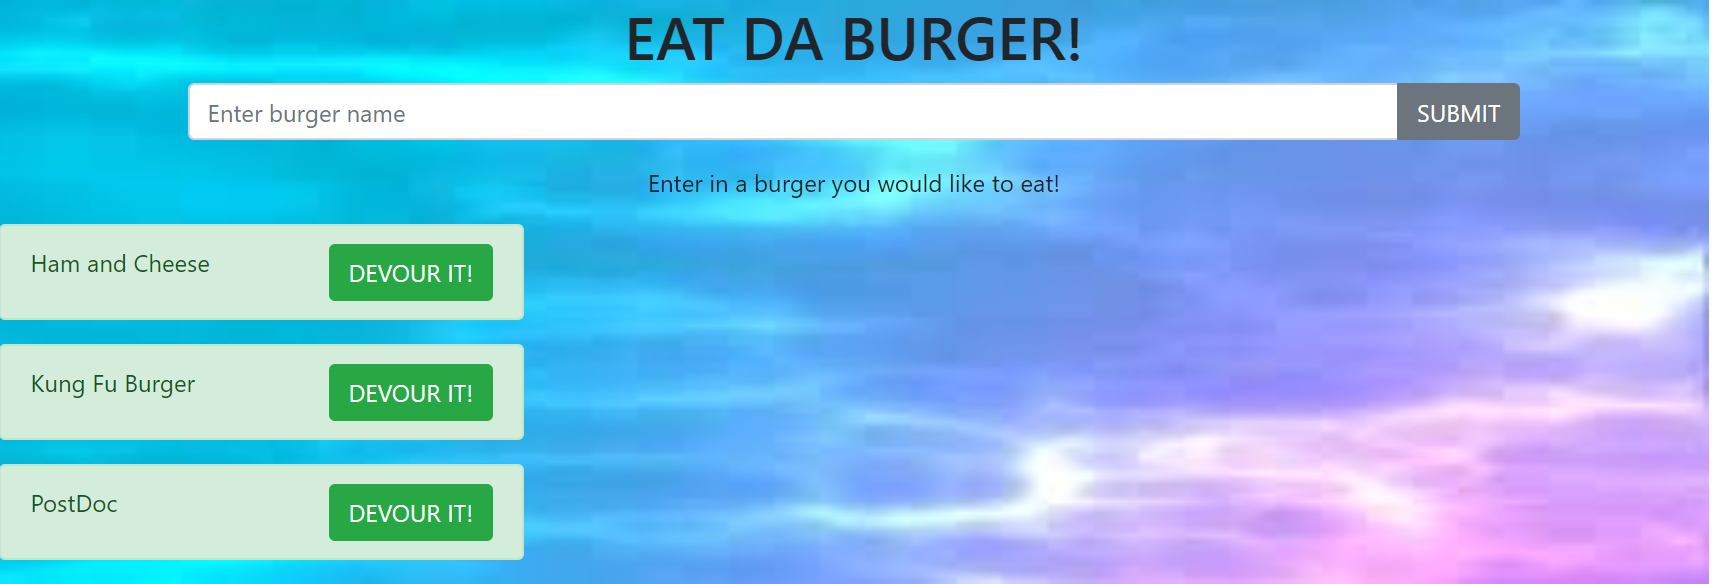 EAT DA BURGER!
Enter burger name SUBMIT
Enter in a burger you would like to eat!
Ham and Cheese DEVOUR IT!
Kung Fu Burger DEVOUR IT!
PostDoc DEVOUR IT!